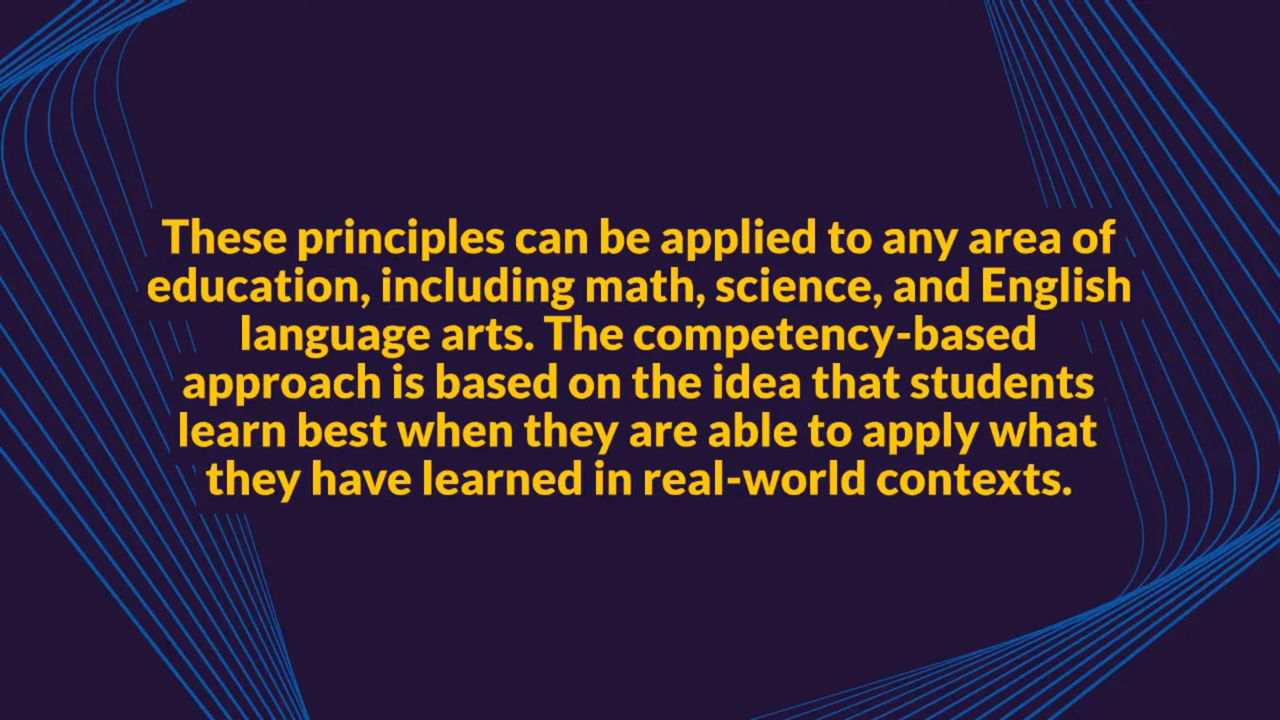 These principles can be applied to any area of
education, including math, science, and English
language arts. The competency-based
approach is based on the idea that students
learn best when they are able to apply what
they have learned in real-world contexts.